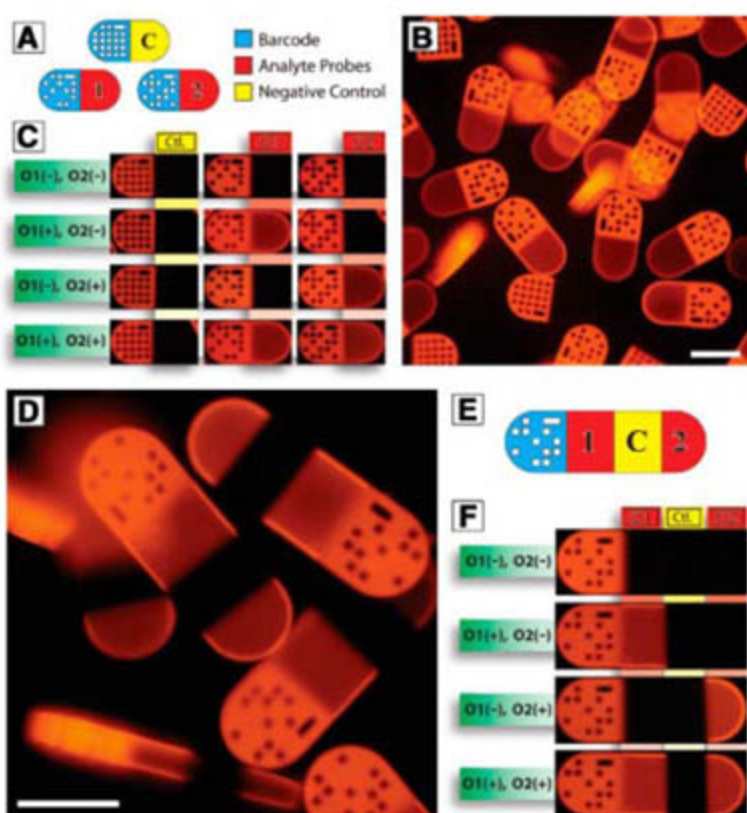 A
C
1
2
Barcode
Analyte Probes
Negative Control
B
C
Ctl.
O1(-), O2(-)
O1(+), O2(-)
O1(-), O2(+)
O1(+), O2(+)
D
E
1 C 2
F
Ctl.
O1(-), O2(-)
O1(+), O2(-)
O1(-), O2(+)
O1(+), O2(+)